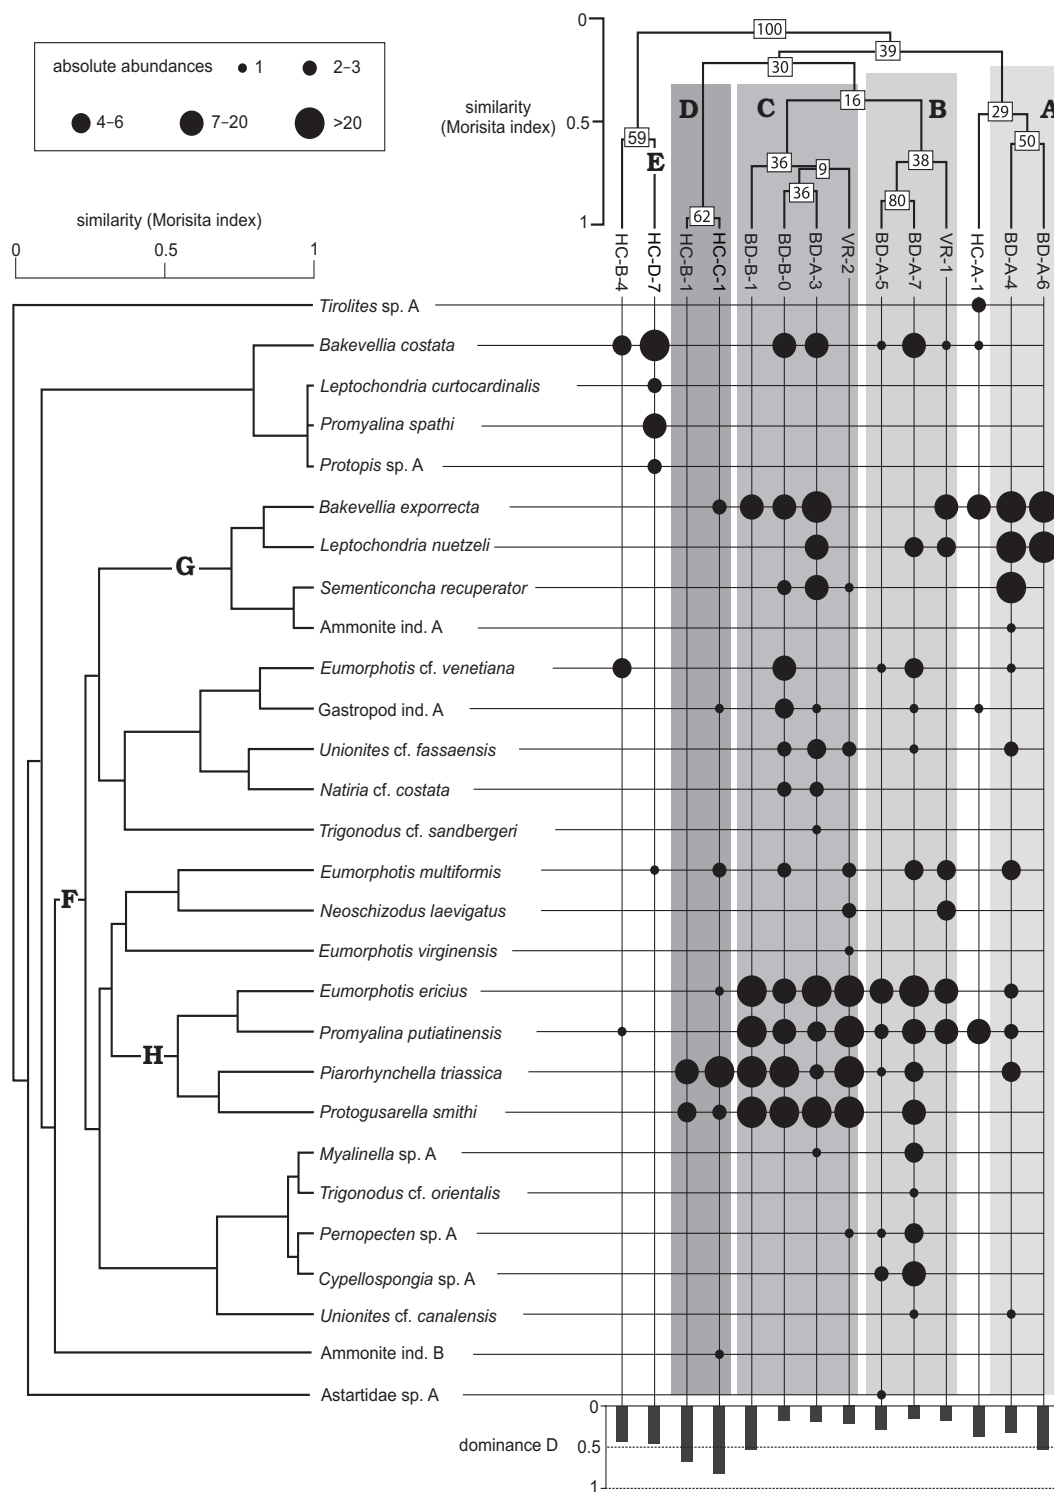 absolute abundances
1
2–3
4–6
7–20
>20
similarity (Morisita index)
0
0.5
1
similarity
(Morisita index)
0
0.5
1
100
39
30
16
29
50
59
36
9
36
38
80
62
A
B
C
D
E
HC-B-4
HC-D-7
HC-B-1
HC-C-1
BD-B-1
BD-B-0
BD-A-3
VR-2
BD-A-5
BD-A-7
VR-1
HC-A-1
BD-A-4
BD-A-6
Tirolites sp. A
Bakevellia costata
Leptochondria curtocardinalis
Promyalina spathi
Protopis sp. A
Bakevellia exporrecta
Leptochondria nuetzeli
Sementiconcha recuperator
Ammonite ind. A
Eumorphotis cf. venetiana
Gastropod ind. A
Unionites cf. fassaensis
Natiria cf. costata
Trigonodus cf. sandbergeri
Eumorphotis multiformis
Neoschizodus laevigatus
Eumorphotis virginensis
Eumorphotis ericius
Promyalina putiatinensis
Piarorhynchella triassica
Protogusarella smithi
Myalinella sp. A
Trigonodus cf. orientalis
Pernopecten sp. A
Cypellospongia sp. A
Unionites cf. canalensis
Ammonite ind. B
Astartidae sp. A
G
F
H
dominance D
0
0.5
1